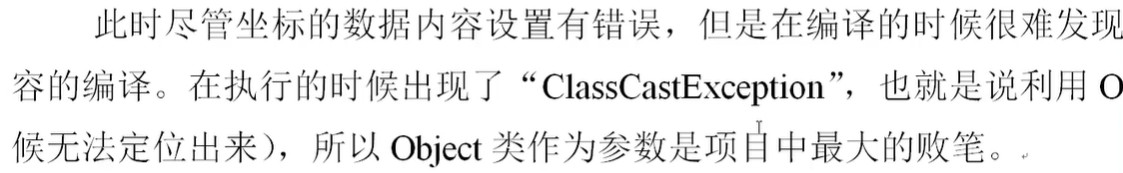 此时尽管坐标的数据内容设置有错误，但是在编译的时候很难发现
容的编译。在执行的时候出现了“ClassCastException”，也就是说利用 O
候无法定位出来），所以 Object 类作为参数是项目中最大的败笔。